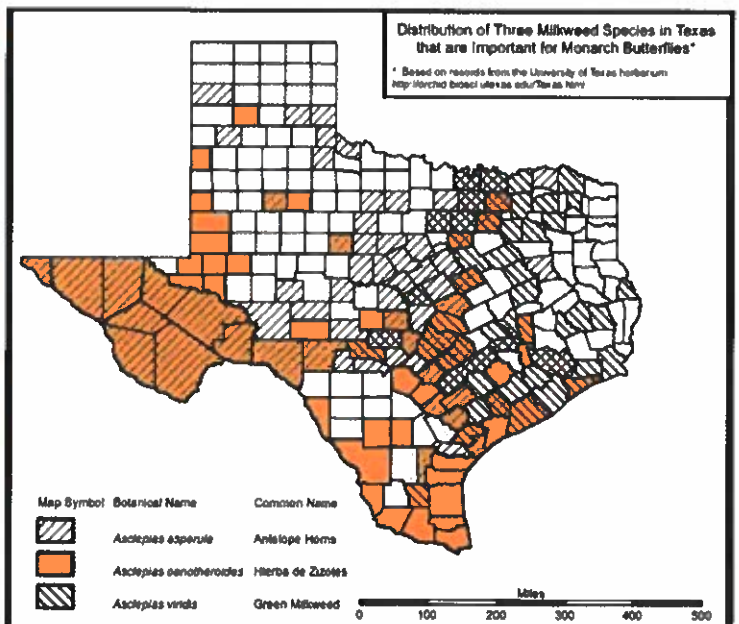 Distribution of Three Milkweed Species in Texas
that are Important for Monarch Butterflies*
* Based on records from the University of Texas herbarium
Map Symbol Botanical Name Common Name
Asclepias asperula Antelope Horns
Asclepias oenotheroides Hierba de Zizotes
Asclepias viridis Green Milkweed
Miles
0 100 200 300 400 500